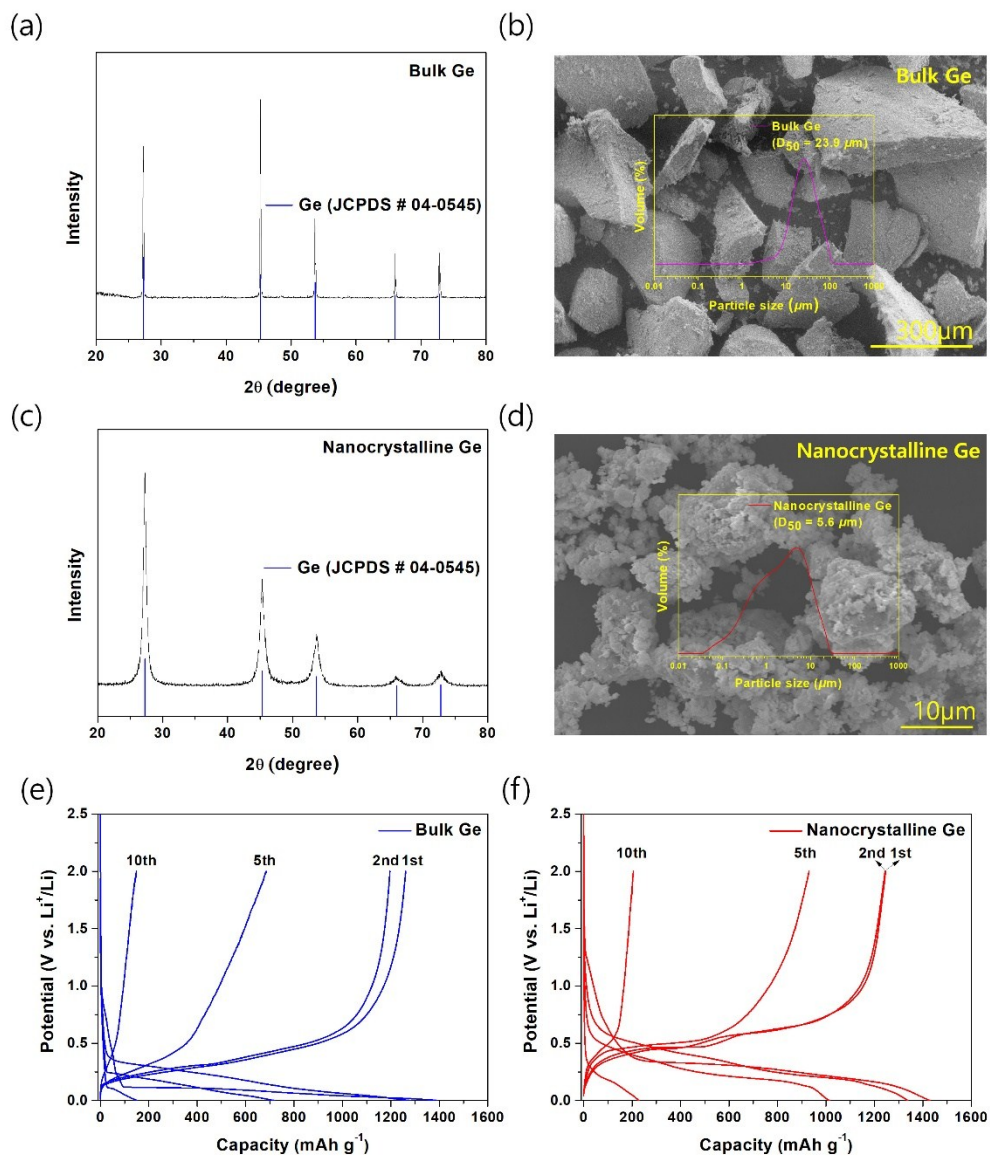 (a)
Bulk Ge
Ge (JCPDS # 04-0545)
Intensity
20 30 40 50 60 70 80
2θ (degree)
(b)
Bulk Ge
Bulk Ge
(D50 = 23.9 µm)
Volume (%)
0.01 0.1 1 10 100 1000
Particle size (µm)
300µm
(c)
Nanocrystalline Ge
Ge (JCPDS # 04-0545)
Intensity
20 30 40 50 60 70 80
2θ (degree)
(d)
Nanocrystalline Ge
Nanocrystalline Ge
(D50 = 5.6 µm)
Volume (%)
0.01 0.1 1 10 100 1000
Particle size (µm)
10µm
(e)
Bulk Ge
10th 5th 2nd 1st
Potential (V vs. Li+/Li)
2.5
2.0
1.5
1.0
0.5
0.0
0 200 400 600 800 1000 1200 1400 1600
Capacity (mAh g-1)
(f)
Nanocrystalline Ge
10th 5th 2nd 1st
Potential (V vs. Li+/Li)
2.5
2.0
1.5
1.0
0.5
0.0
0 200 400 600 800 1000 1200 1400 1600
Capacity (mAh g-1)